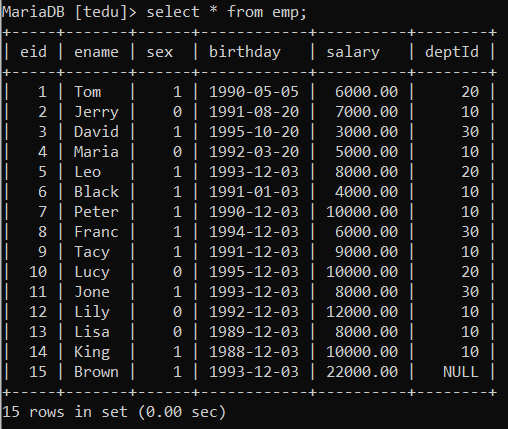 MariaDB [tedu]> select * from emp;
+-----+-------+------+------------+----------+--------+
| eid | ename | sex  | birthday   | salary   | deptId |
+-----+-------+------+------------+----------+--------+
|   1 | Tom   |    1 | 1990-05-05 |  6000.00 |     20 |
|   2 | Jerry |    0 | 1991-08-20 |  7000.00 |     10 |
|   3 | David |    1 | 1995-10-20 |  3000.00 |     30 |
|   4 | Maria |    0 | 1992-03-20 |  5000.00 |     10 |
|   5 | Leo   |    1 | 1993-12-03 |  8000.00 |     20 |
|   6 | Black |    1 | 1991-01-03 |  4000.00 |     10 |
|   7 | Peter |    1 | 1990-12-03 | 10000.00 |     10 |
|   8 | Franc |    1 | 1994-12-03 |  6000.00 |     30 |
|   9 | Tacy  |    1 | 1991-12-03 |  9000.00 |     10 |
|  10 | Lucy  |    0 | 1995-12-03 | 10000.00 |     20 |
|  11 | Jone  |    1 | 1993-12-03 |  8000.00 |     30 |
|  12 | Lily  |    0 | 1992-12-03 | 12000.00 |     10 |
|  13 | Lisa  |    0 | 1989-12-03 |  8000.00 |     10 |
|  14 | King  |    1 | 1988-12-03 | 10000.00 |     10 |
|  15 | Brown |    1 | 1993-12-03 | 22000.00 |   NULL |
+-----+-------+------+------------+----------+--------+
15 rows in set (0.00 sec)